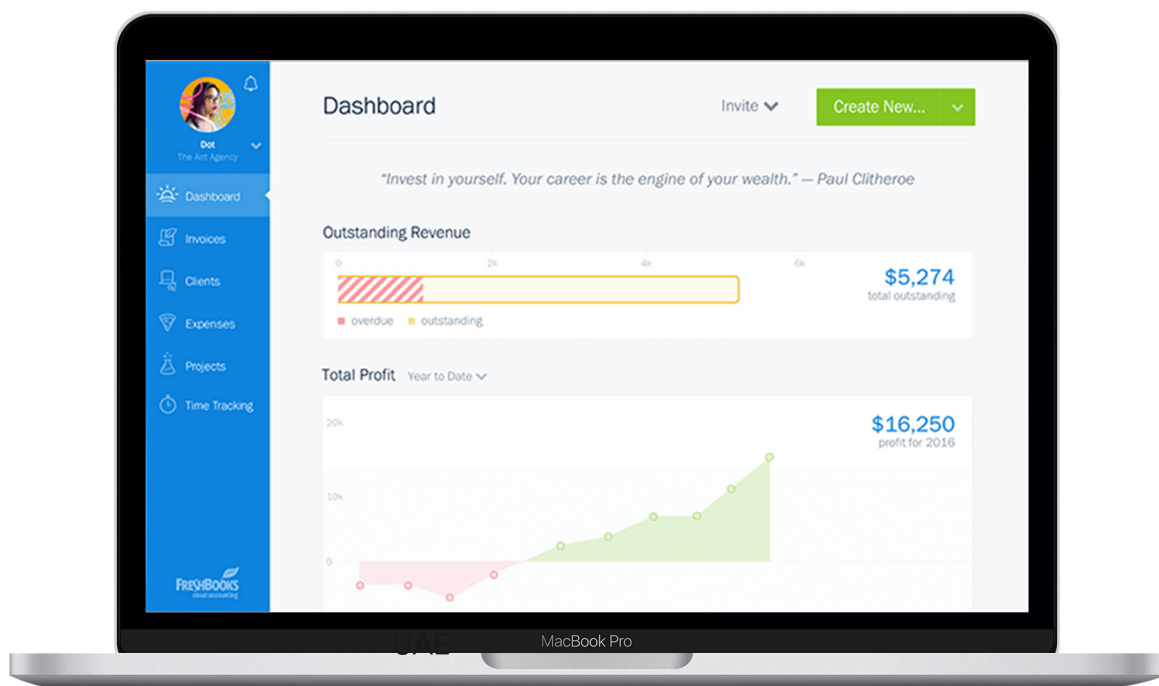 Dot
The Ant Agency
Dashboard
Invoices
Clients
Expenses
Projects
Time Tracking
FRESHBOOKS
cloud accounting
Dashboard
Invite
Create New...
“Invest in yourself. Your career is the engine of your wealth.” — Paul Clitheroe
Outstanding Revenue
0 2k 4k 6k
$5,274
total outstanding
overdue outstanding
Total Profit Year to Date
20k
$16,250
profit for 2016
10k
0
UAE
MacBook Pro